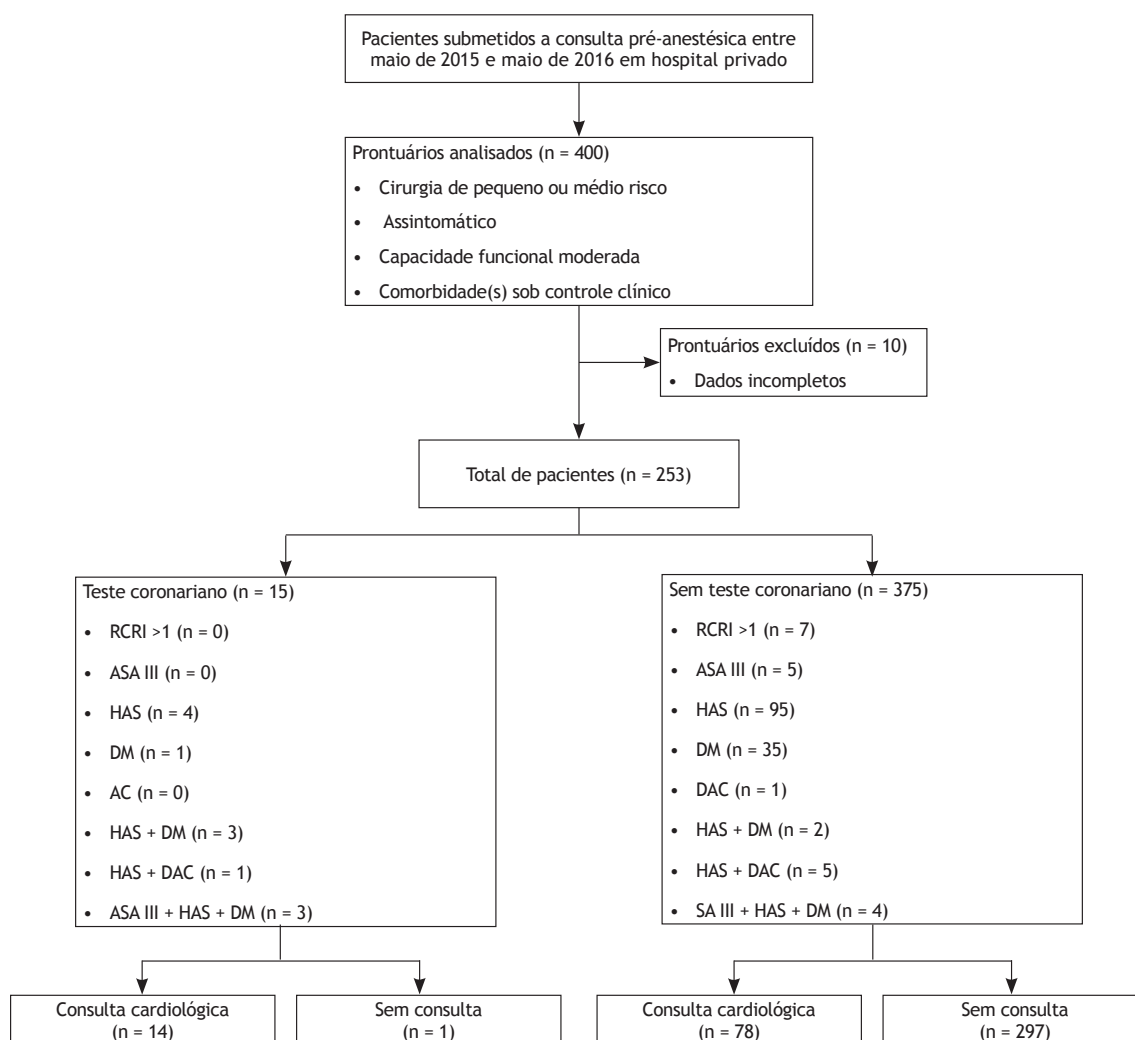 Pacientes submetidos a consulta pré-anestésica entre
maio de 2015 e maio de 2016 em hospital privado
Prontuários analisados (n = 400)
• Cirurgia de pequeno ou médio risco
• Assintomático
• Capacidade funcional moderada
• Comorbidade(s) sob controle clínico
Prontuários excluídos (n = 10)
• Dados incompletos
Total de pacientes (n = 253)
Teste coronariano (n = 15)
• RCRI >1 (n = 0)
• ASA III (n = 0)
• HAS (n = 4)
• DM (n = 1)
• AC (n = 0)
• HAS + DM (n = 3)
• HAS + DAC (n = 1)
• ASA III + HAS + DM (n = 3)
Sem teste coronariano (n = 375)
• RCRI >1 (n = 7)
• ASA III (n = 5)
• HAS (n = 95)
• DM (n = 35)
• DAC (n = 1)
• HAS + DM (n = 2)
• HAS + DAC (n = 5)
• SA III + HAS + DM (n = 4)
Consulta cardiológica
(n = 14)
Sem consulta
(n = 1)
Consulta cardiológica
(n = 78)
Sem consulta
(n = 297)